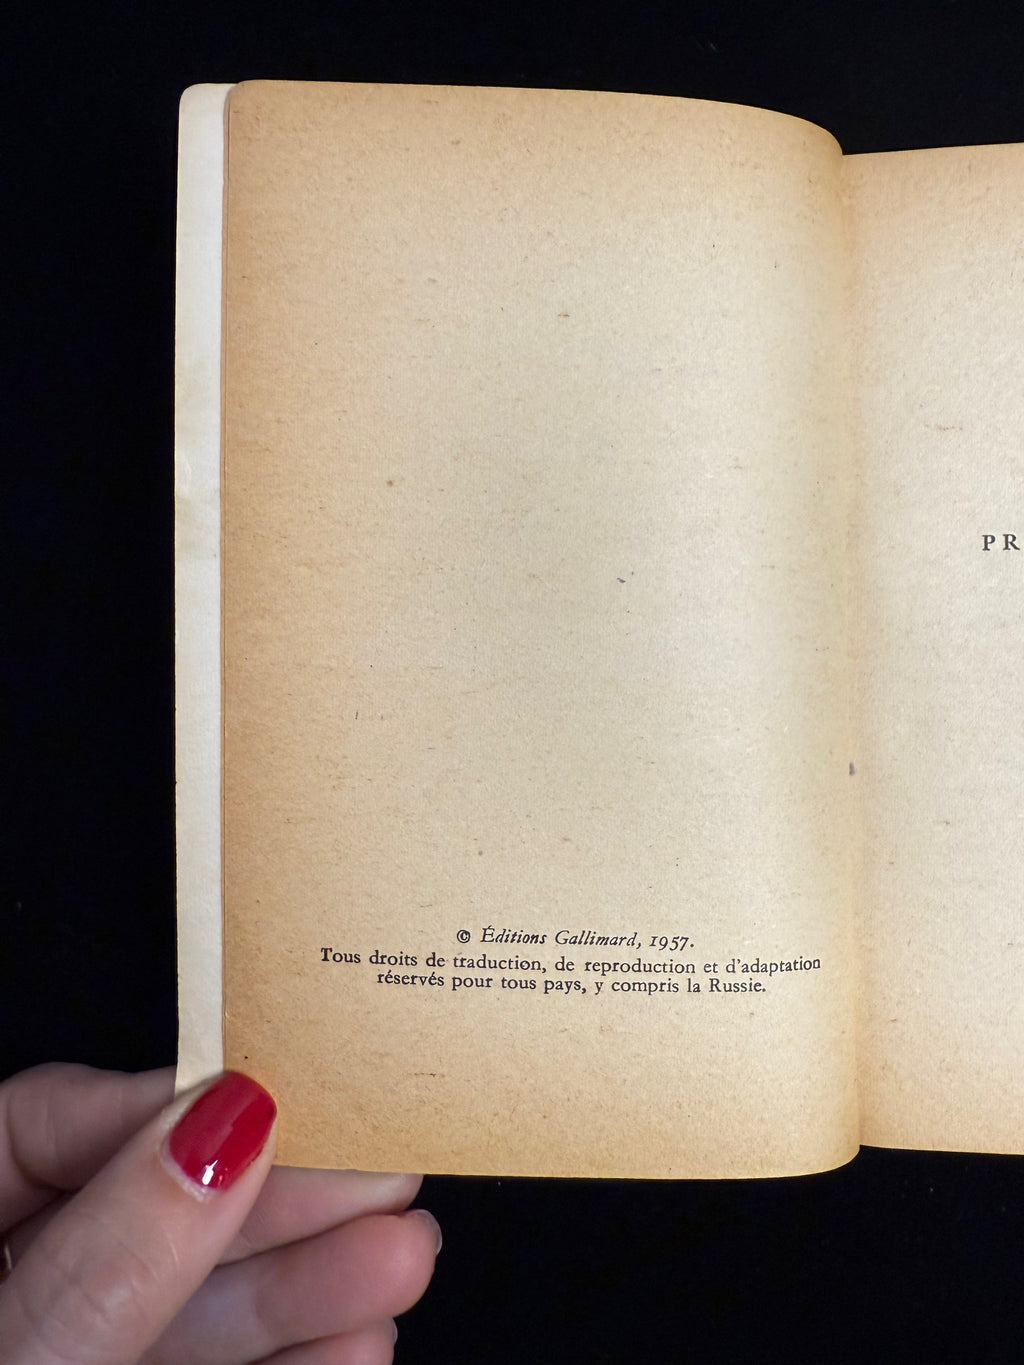 © Éditions Gallimard, 1957.
Tous droits de traduction, de reproduction et d'adaptation
réservés pour tous pays, y compris la Russie.
PR